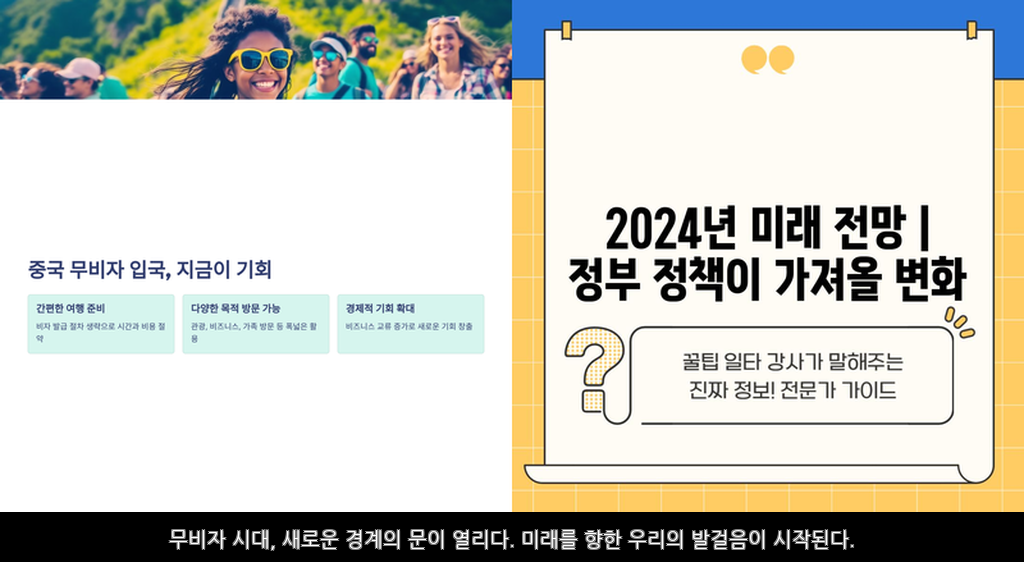 중국 무비자 입국, 지금이 기회
간편한 여행 준비
비자 발급 절차 생략으로 시간과 비용 절
약
다양한 목적 방문 가능
관광, 비즈니스, 가족 방문 등 폭넓은 활
용
경제적 기회 확대
비즈니스 교류 증가로 새로운 기회 창출
2024년 미래 전망 |
정부 정책이 가져올 변화
꿀팁 일타 강사가 말해주는
진짜 정보! 전문가 가이드
무비자 시대, 새로운 경계의 문이 열리다. 미래를 향한 우리의 발걸음이 시작된다.